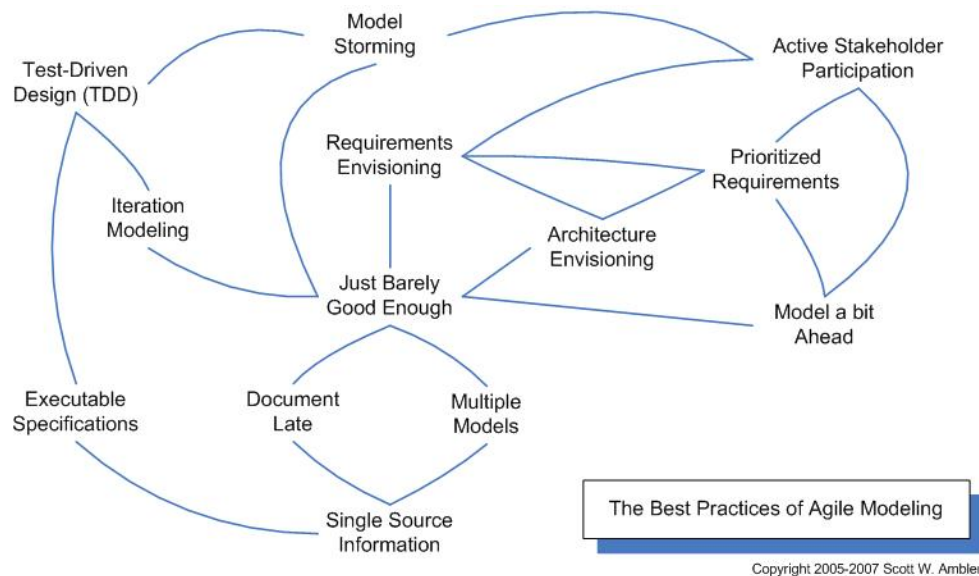 Model
Storming
Active Stakeholder
Participation
Test-Driven
Design (TDD)
Requirements
Envisioning
Prioritized
Requirements
Iteration
Modeling
Architecture
Envisioning
Just Barely
Good Enough
Model a bit
Ahead
Executable
Specifications
Document
Late
Multiple
Models
Single Source
Information
The Best Practices of Agile Modeling
Copyright 2005-2007 Scott W. Ambler